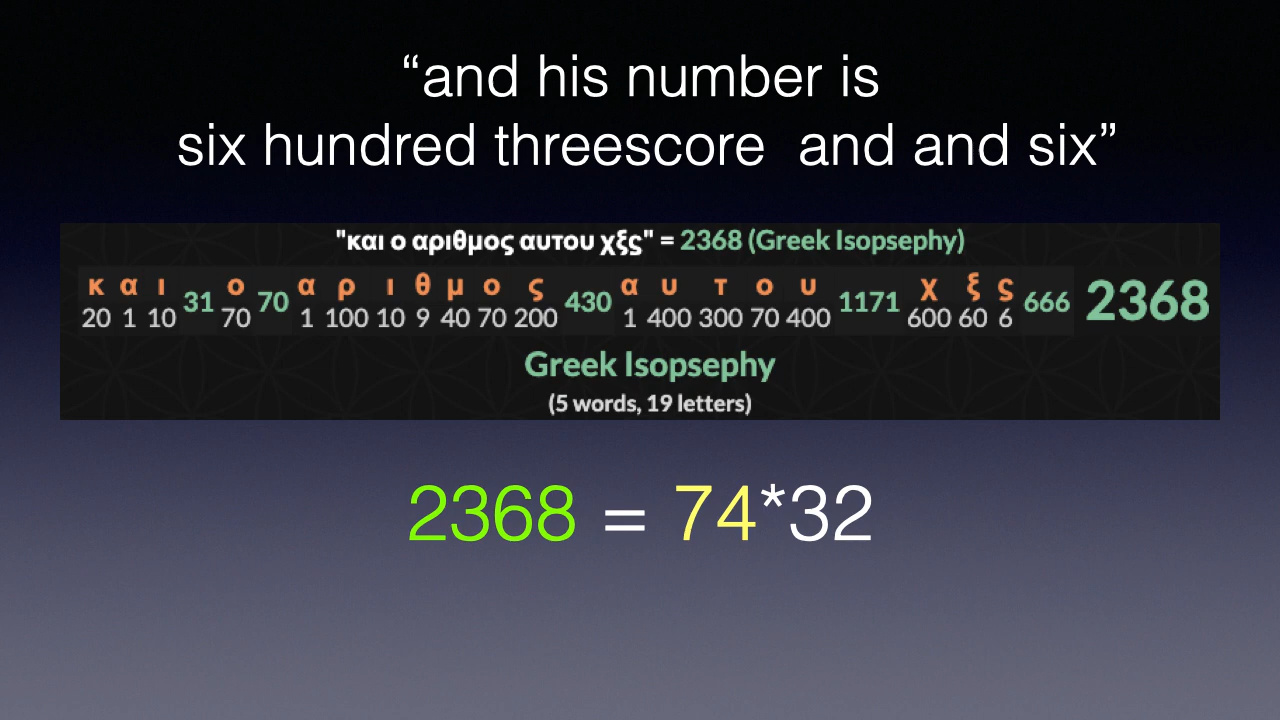 “and his number is
six hundred threescore  and and six”
"και ο αριθμος αυτου χξς" = 2368 (Greek Isopsephy)
κ α ι 31 ο 70 α ρ ι θ μ ο ς 430 α υ τ ο υ 1171 χ ξ ς 666 2368
20 1 10 70 1 100 10 9 40 70 200 1 400 300 70 400 600 60 6
Greek Isopsephy
(5 words, 19 letters)
2368 = 74*32